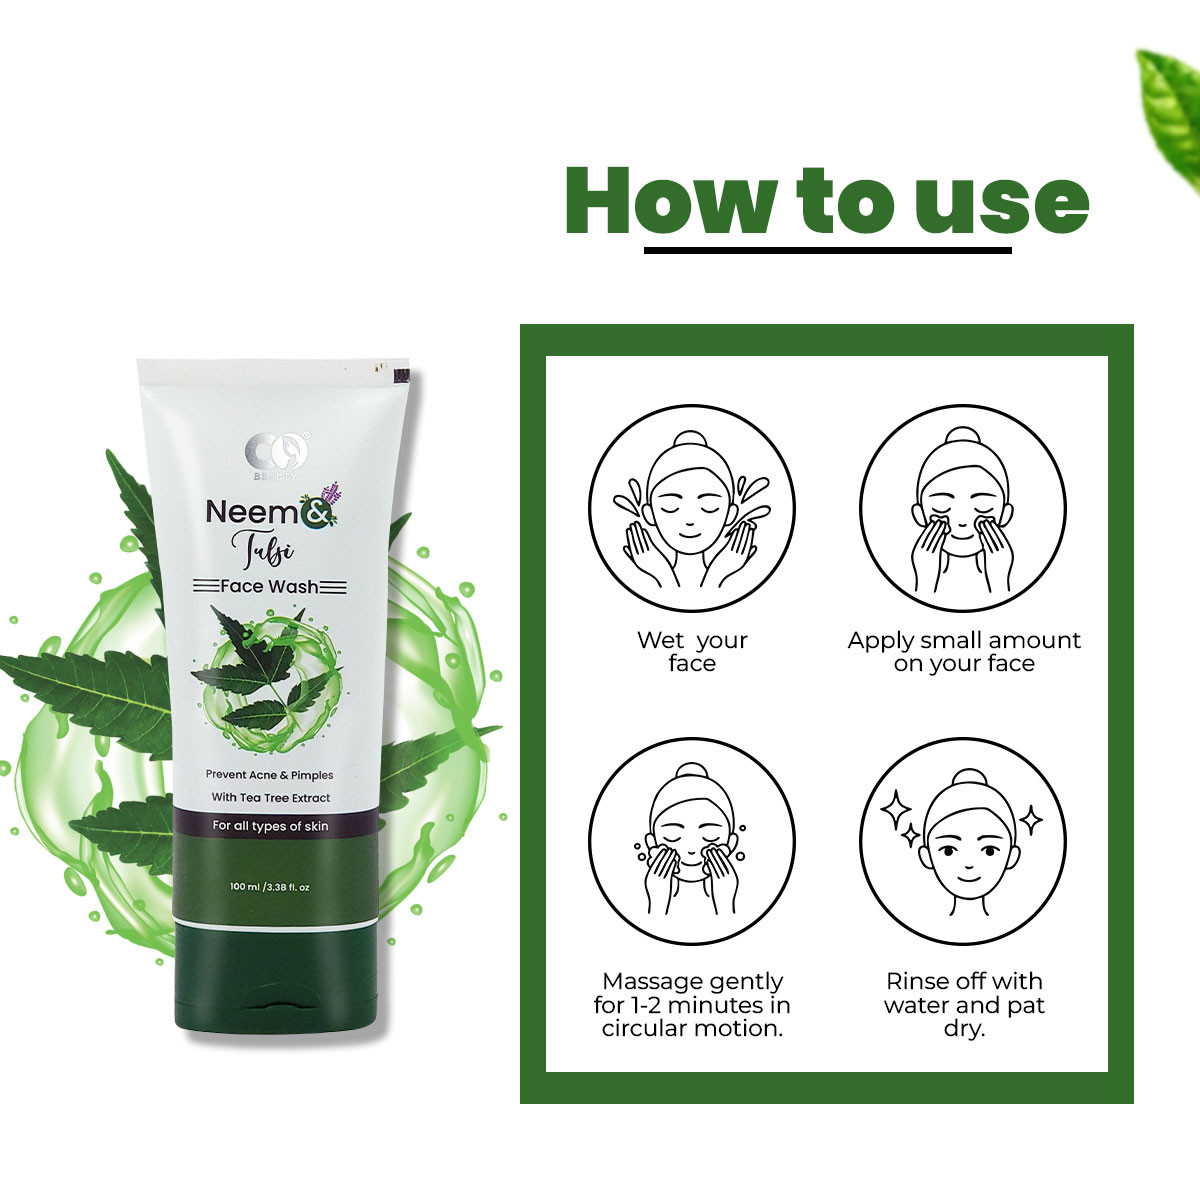 How to use
BEAUTY
Neem &
Tulsi
Face Wash
Prevent Acne & Pimples
With Tea Tree Extract
For all types of skin
100 ml /3.38 fl. oz
Wet your
face
Apply small amount
on your face
Massage gently
for 1-2 minutes in
circular motion.
Rinse off with
water and pat
dry.